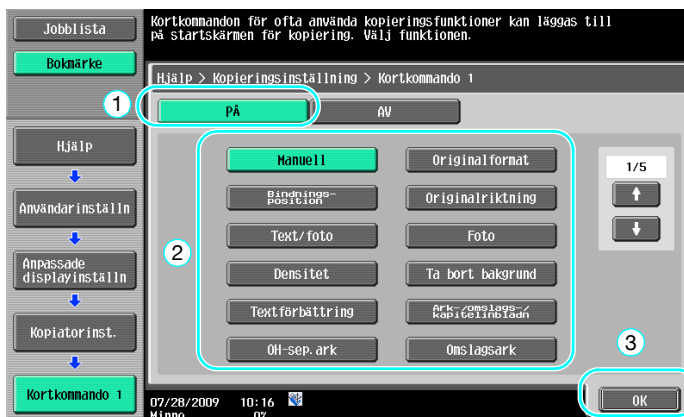 Jobblista
Bokmärke
Kortkommandon för ofta använda kopieringsfunktioner kan läggas till
på startskärmen för kopiering. Välj funktionen.
Hjälp > Kopieringsinställning > Kortkommando 1
1
PÅ
AV
Hjälp
Användarinställn
Anpassade
displayinställn
Kopiatorinst.
Kortkommando 1
2
Manuell
Originalformat
Bindnings-
position
Originalriktning
Text/foto
Foto
Densitet
Ta bort bakgrund
Textförbättring
Ark-/omslags-/
kapitelinbladn
OH-sep.ark
Omslagsark
1/5
3
OK
07/28/2009 10:16
Minne 0%